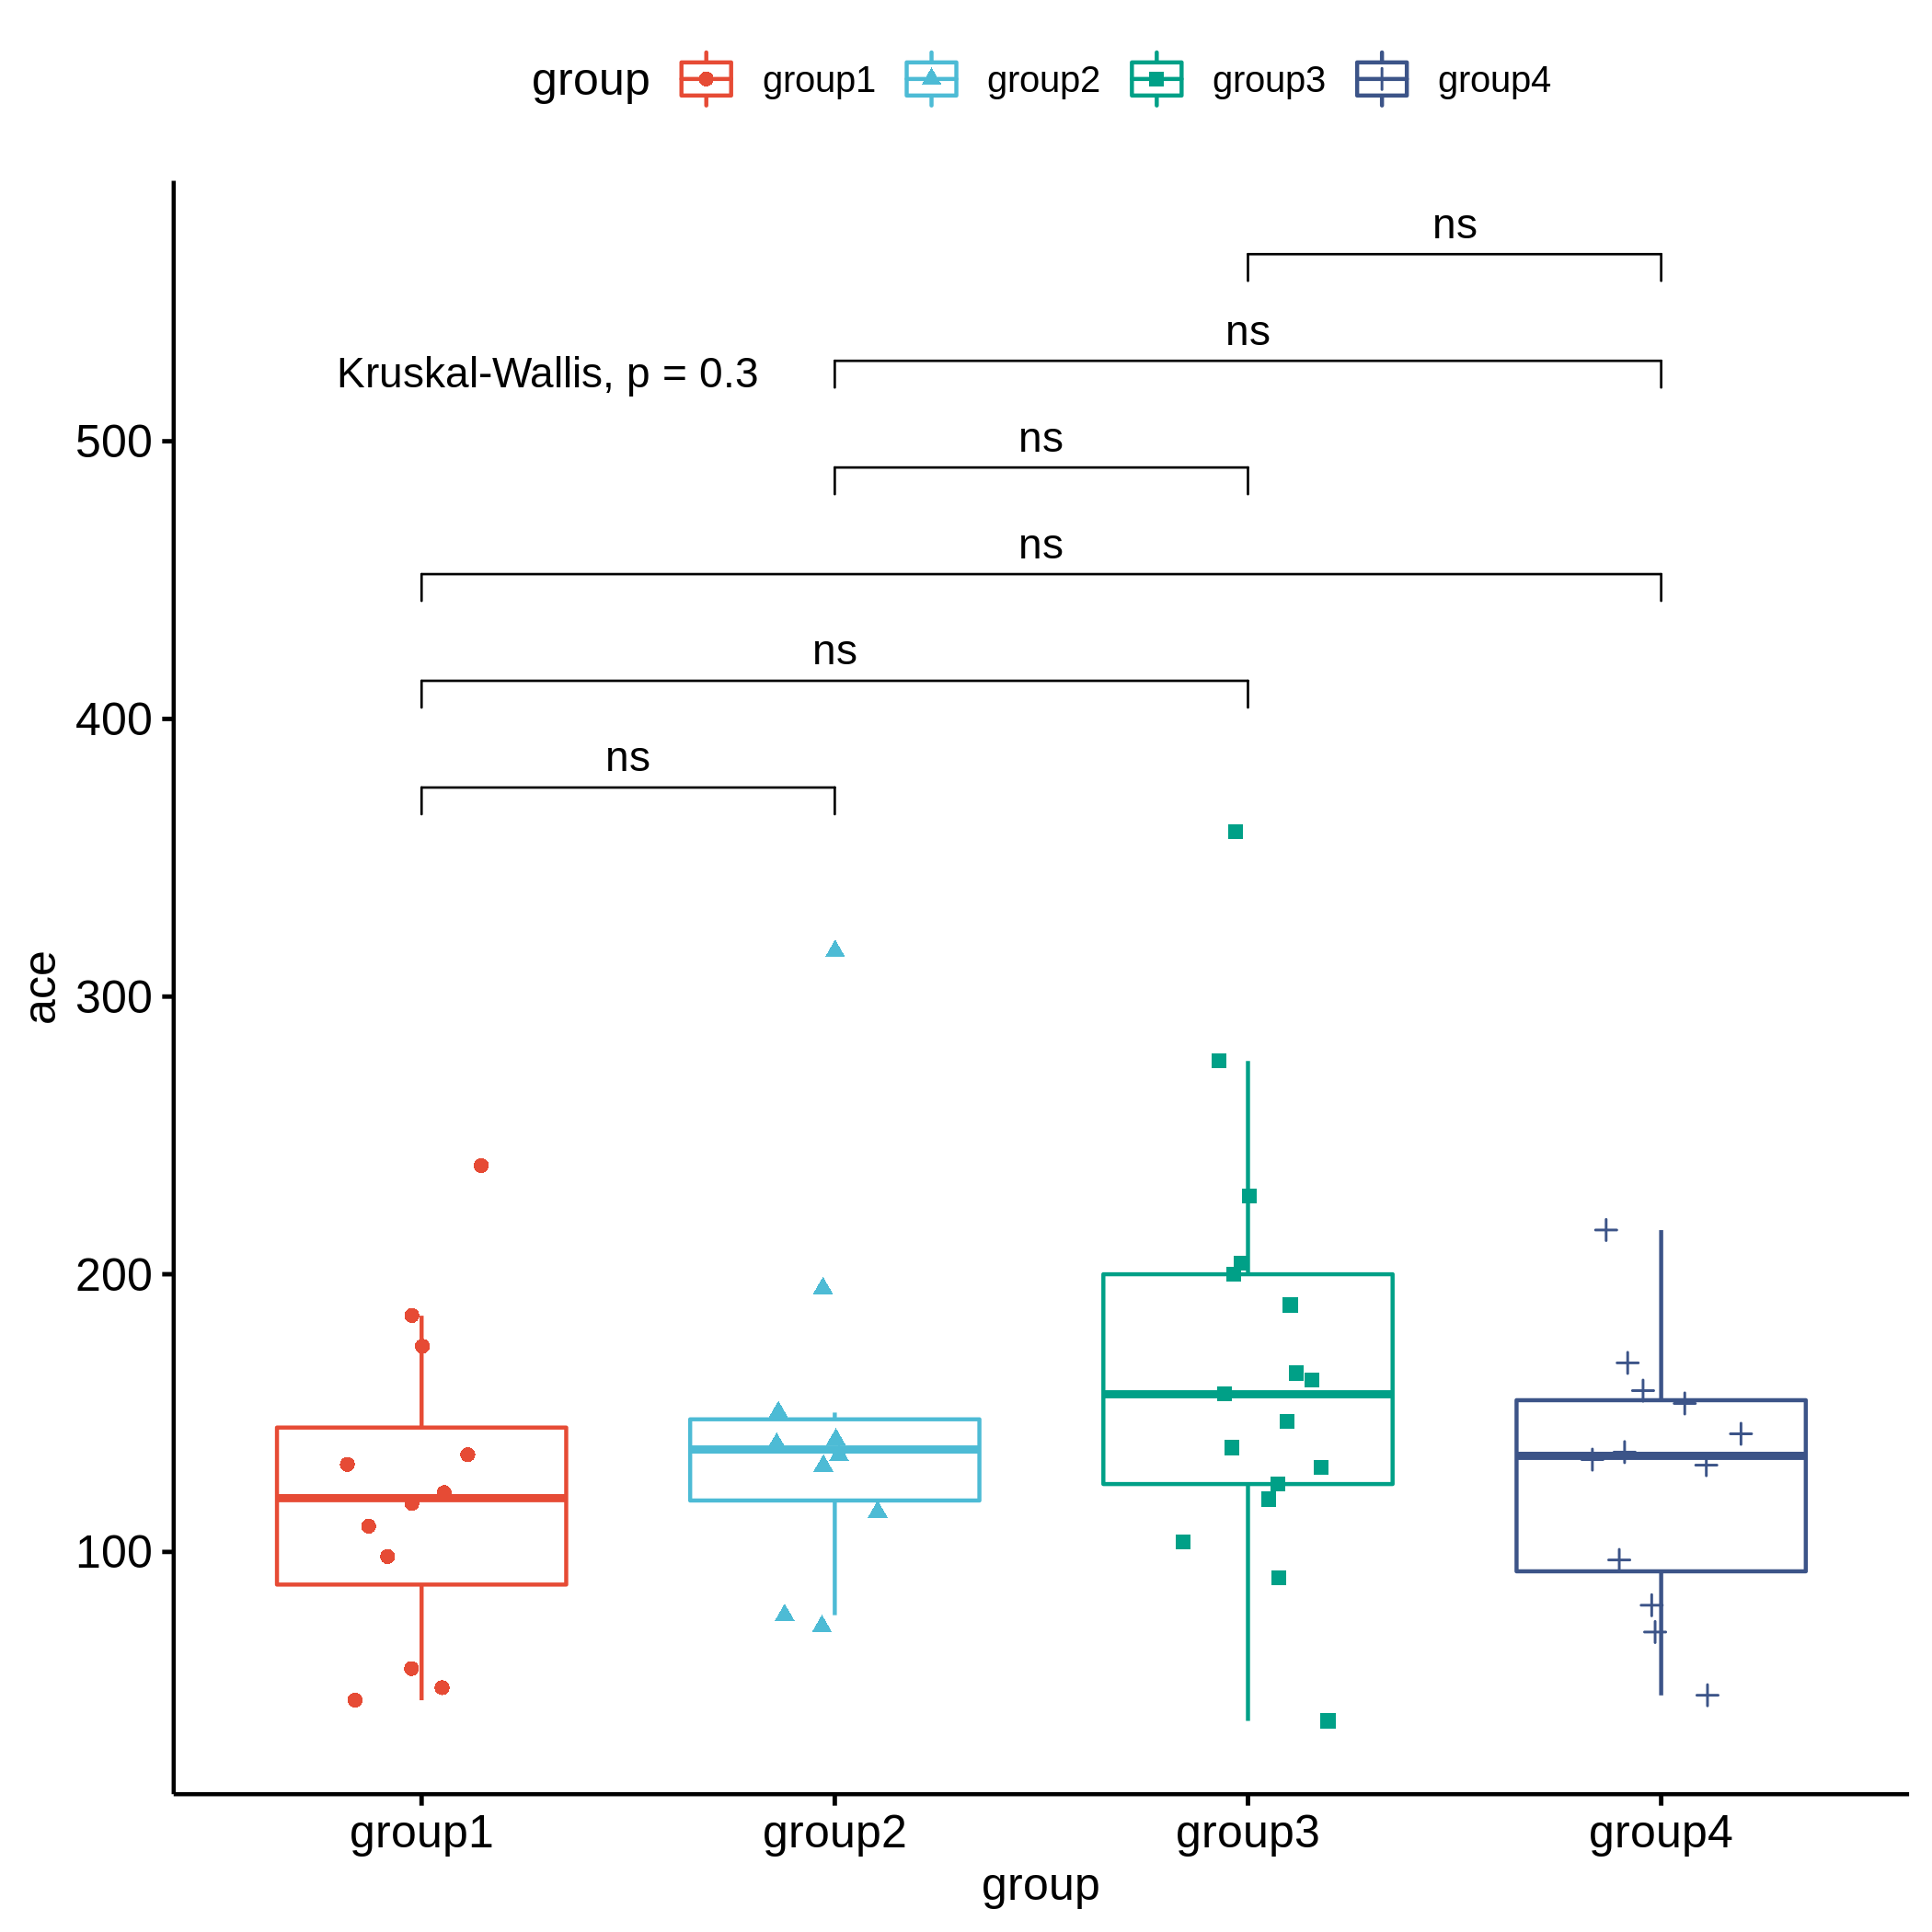 group group1 group2 group3 group4
ns
ns
Kruskal-Wallis, p = 0.3
ns
500
ns
ns
400
ns
ace
300
200
100
group1 group2 group3 group4
group